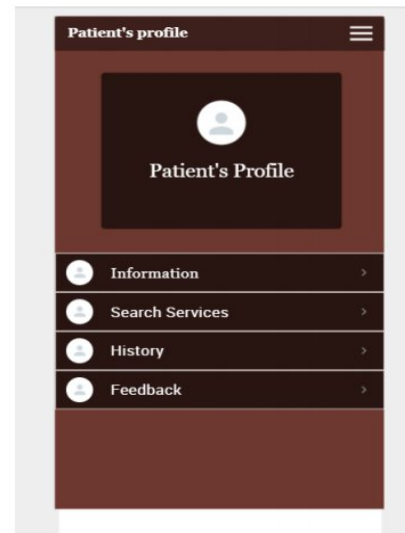 Patient's profile
Patient's Profile
Information
Search Services
History
Feedback